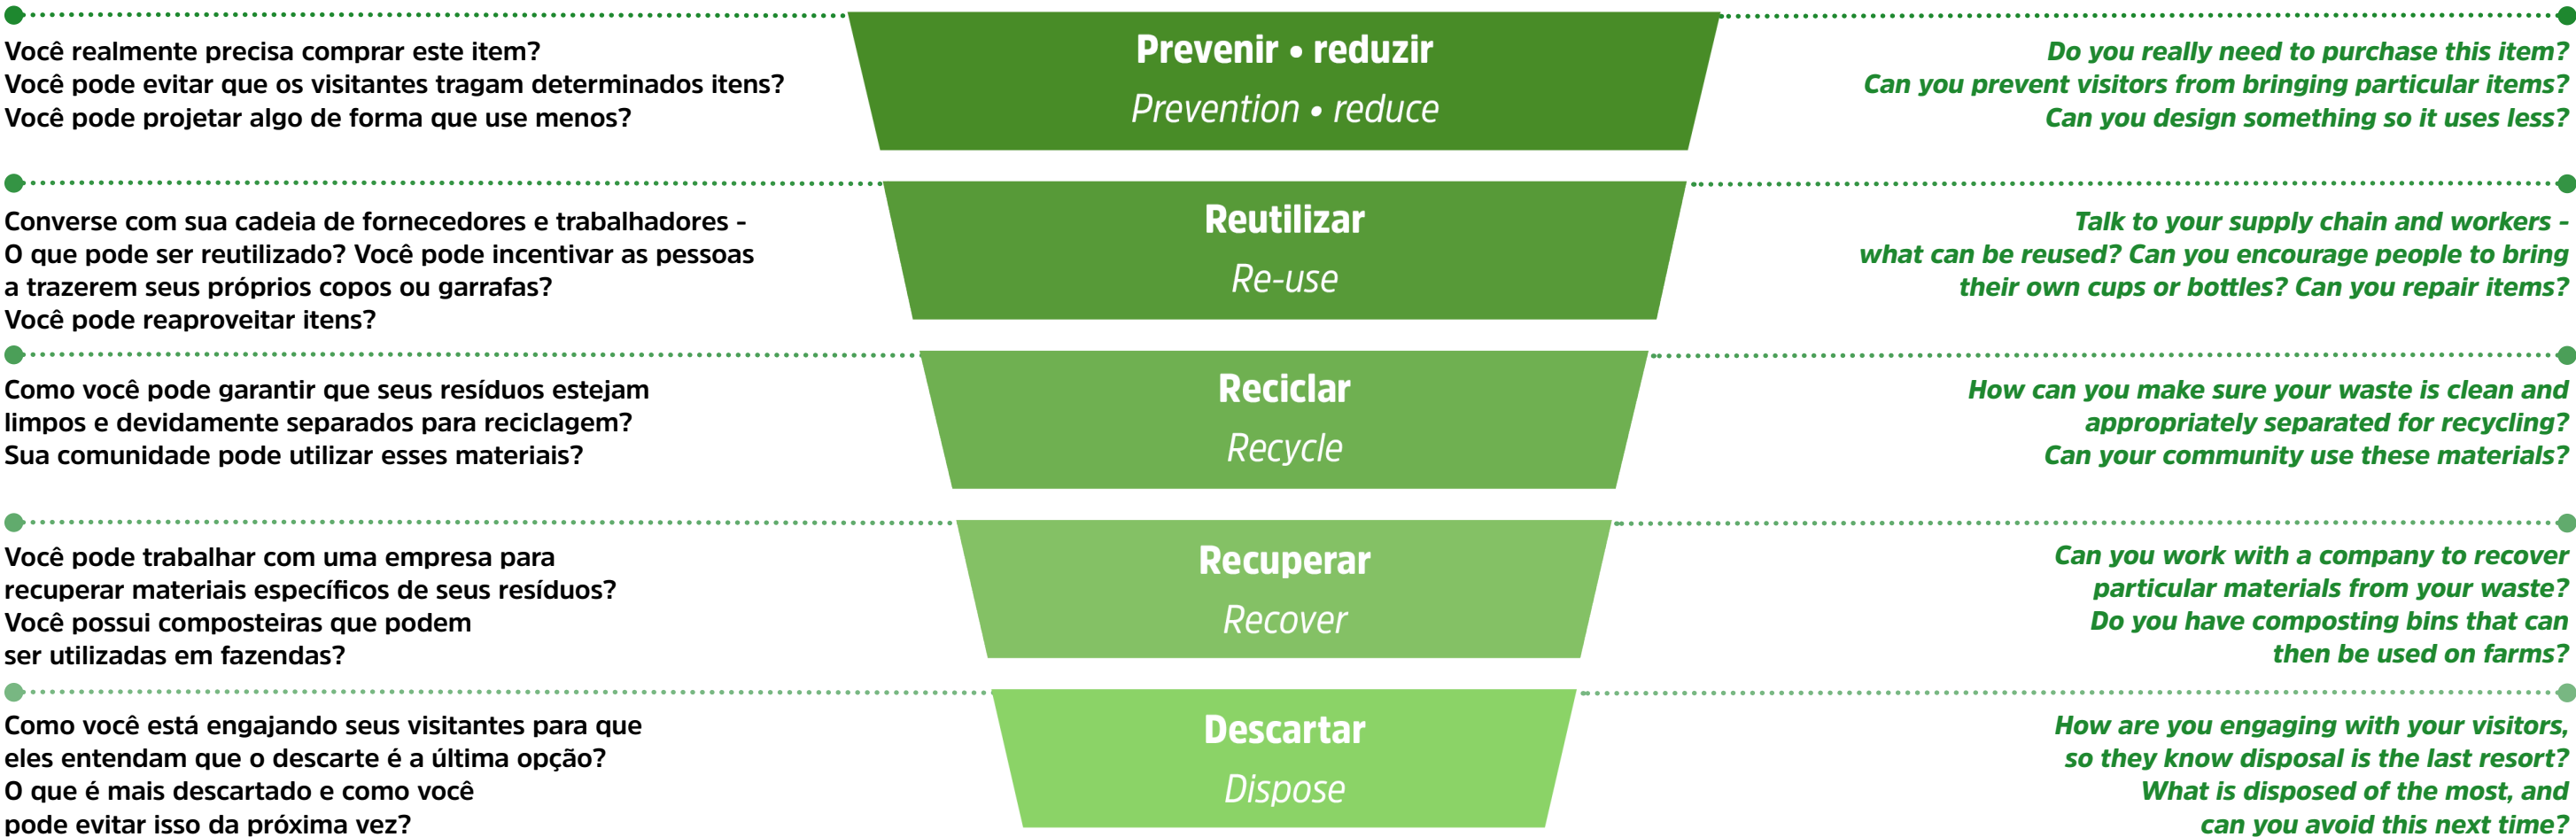 Você realmente precisa comprar este item?
Você pode evitar que os visitantes tragam determinados itens?
Você pode projetar algo de forma que use menos?
Prevenir • reduzir
Prevention • reduce
Do you really need to purchase this item?
Can you prevent visitors from bringing particular items?
Can you design something so it uses less?
Converse com sua cadeia de fornecedores e trabalhadores -
O que pode ser reutilizado? Você pode incentivar as pessoas
a trazerem seus próprios copos ou garrafas?
Você pode reaproveitar itens?
Reutilizar
Re-use
Talk to your supply chain and workers -
what can be reused? Can you encourage people to bring
their own cups or bottles? Can you repair items?
Como você pode garantir que seus resíduos estejam
limpos e devidamente separados para reciclagem?
Sua comunidade pode utilizar esses materiais?
Reciclar
Recycle
How can you make sure your waste is clean and
appropriately separated for recycling?
Can your community use these materials?
Você pode trabalhar com uma empresa para
recuperar materiais específicos de seus resíduos?
Você possui composteiras que podem
ser utilizadas em fazendas?
Recuperar
Recover
Can you work with a company to recover
particular materials from your waste?
Do you have composting bins that can
then be used on farms?
Como você está engajando seus visitantes para que
eles entendam que o descarte é a última opção?
O que é mais descartado e como você
pode evitar isso da próxima vez?
Descartar
Dispose
How are you engaging with your visitors,
so they know disposal is the last resort?
What is disposed of the most, and
can you avoid this next time?